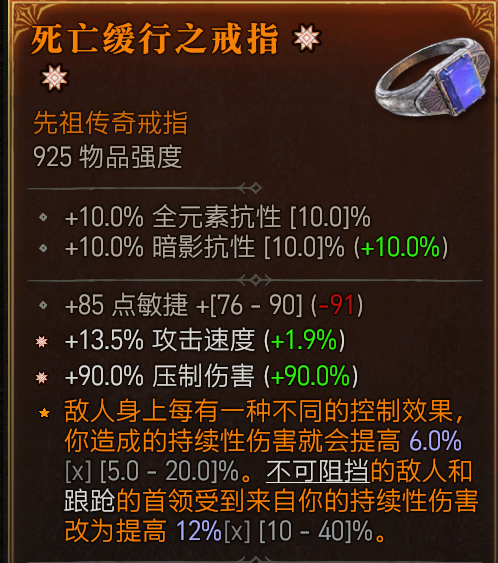 死亡缓行之戒指
先祖传奇戒指
925 物品强度
+10.0% 全元素抗性 [10.0]%
+10.0% 暗影抗性 [10.0]% (+10.0%)
+85 点敏捷 +[76 - 90] (-91)
+13.5% 攻击速度 (+1.9%)
+90.0% 压制伤害 (+90.0%)
敌人身上每有一种不同的控制效果，
你造成的持续性伤害就会提高 6.0%
[x] [5.0 - 20.0]%。不可阻挡的敌人和
踉跄的首领受到来自你的持续性伤害
改为提高 12%[x] [10 - 40]%。